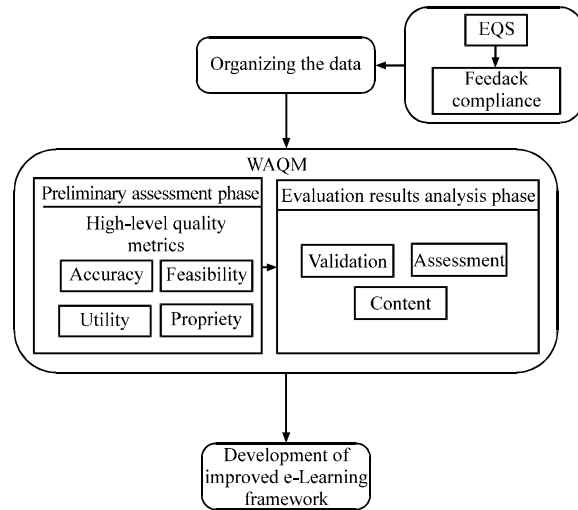 EQS
Feedack
compliance
Organizing the data
WAQM
Preliminary assessment phase
High-level quality
metrics
Accuracy
Feasibility
Utility
Propriety
Evaluation results analysis phase
Validation
Assessment
Content
Development of
improved e-Learning
framework